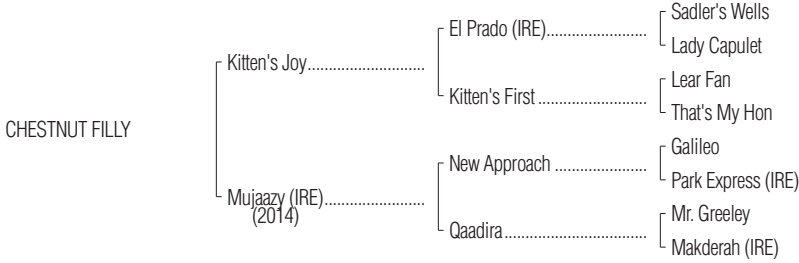 Sadler's Wells
El Prado (IRE)........................
Lady Capulet
Kitten's Joy............................
Lear Fan
Kitten's First ..........................
That's My Hon
CHESTNUT FILLY
Galileo
New Approach ......................
Park Express (IRE)
Mujaazy (IRE)........................
(2014)
Mr. Greeley
Qaadira..................................
Makderah (IRE)